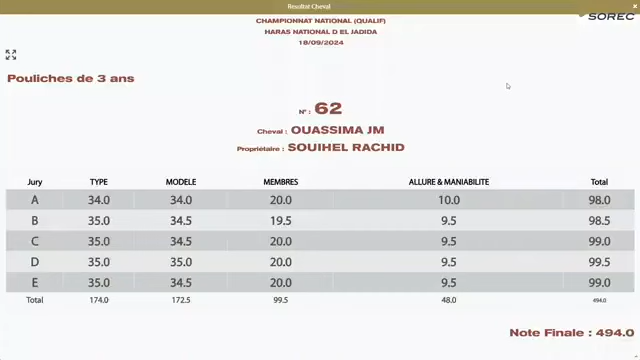 Resultat Cheval
CHAMPIONNAT NATIONAL (QUALIF)
SOREC
HARAS NATIONAL D EL JADIDA
18/09/2024
Pouliches de 3 ans
N° : 62
Cheval : OUASSIMA JM
Propriétaire : SOUIHEL RACHID
Jury TYPE MODELE MEMBRES ALLURE & MANIABILITE Total
A 34.0 34.0 20.0 10.0 98.0
B 35.0 34.5 19.5 9.5 98.5
C 35.0 34.5 20.0 9.5 99.0
D 35.0 35.0 20.0 9.5 99.5
E 35.0 34.5 20.0 9.5 99.0
Total 174.0 172.5 99.5 48.0 494.0
Note Finale : 494.0